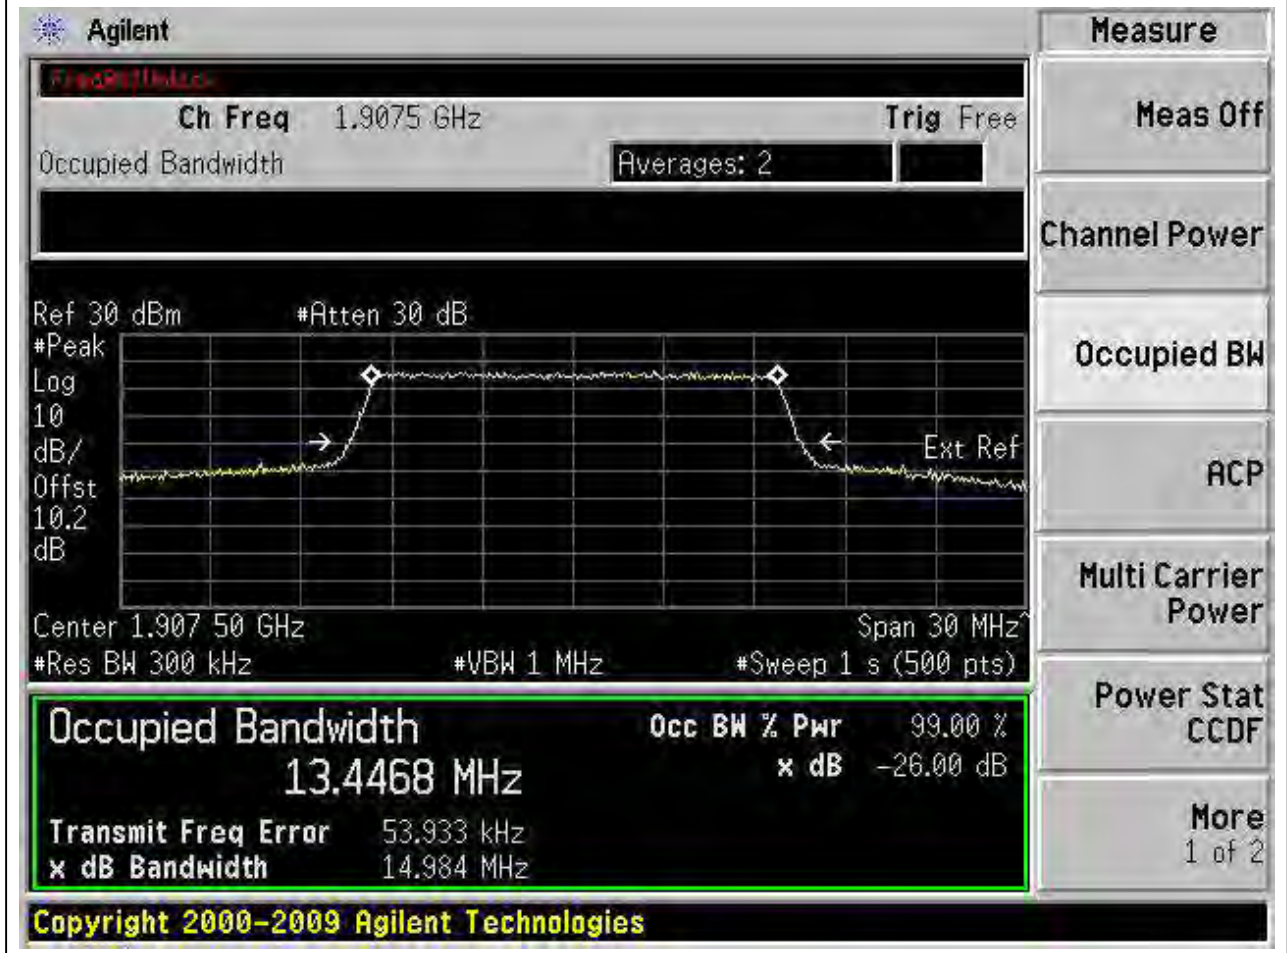 Agilent
Measure
Ch Freq 1.9075 GHz Trig Free
Occupied Bandwidth Averages: 2
Meas Off
Channel Power
Occupied BW
ACP
Multi Carrier
Power
Power Stat
CCDF
More
1 of 2
Ref 30 dBm #Atten 30 dB
#Peak
Log
10
dB/
Offst
10.2
dB
Ext Ref
Center 1.907 50 GHz Span 30 MHz^
#Res BW 300 kHz #VBW 1 MHz #Sweep 1 s (500 pts)
Occupied Bandwidth Occ BW % Pwr 99.00 %
13.4468 MHz x dB -26.00 dB
Transmit Freq Error 53.933 kHz
x dB Bandwidth 14.984 MHz
Copyright 2000-2009 Agilent Technologies